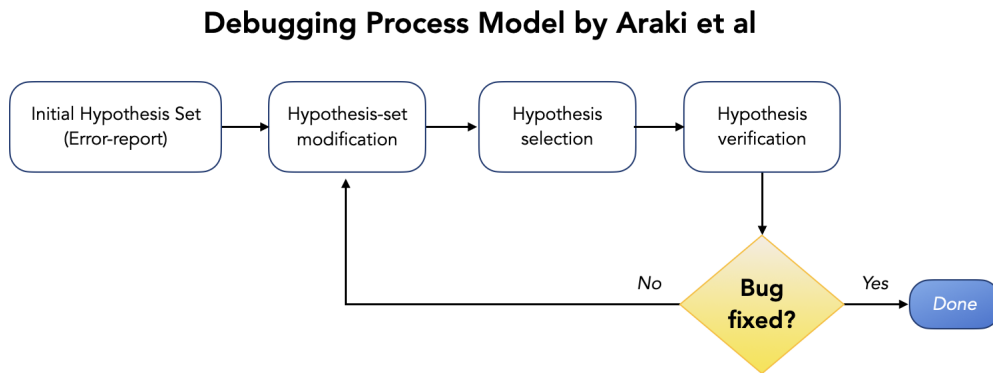 Debugging Process Model by Araki et al
Initial Hypothesis Set
(Error-report)
Hypothesis-set
modification
Hypothesis
selection
Hypothesis
verification
No
Bug
fixed?
Yes
Done